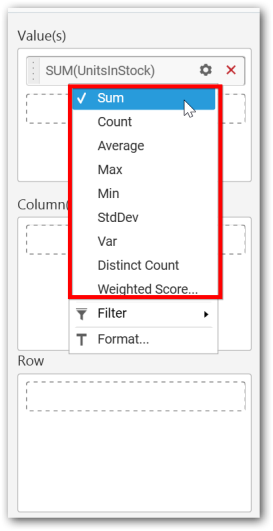 Value(s)
SUM(UnitsInStock)
Sum
Count
Average
Max
Min
StdDev
Column(
Var
Distinct Count
Weighted Score...
Filter
Format...
Row